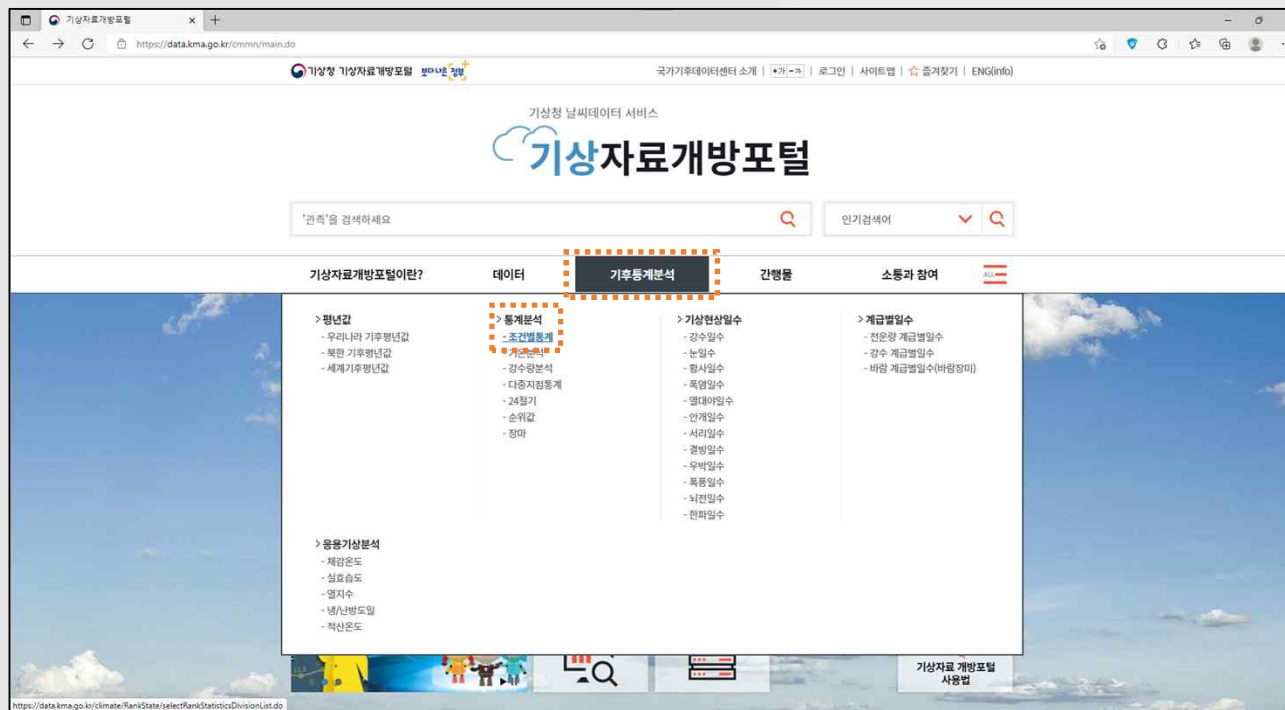 기상자료개방포털
https://data.kma.go.kr/cmmn/main.do
기상청 기상자료개방포털 보다나은 정부
국가기후데이터센터 소개 | +가 -가 | 로그인 | 사이트맵 | 즐겨찾기 | ENG(info)
기상청 날씨데이터 서비스
기상자료개방포털
'관측'을 검색하세요
인기검색어
기상자료개방포털이란?
데이터
기후통계분석
간행물
소통과 참여
ALL
> 평년값
- 우리나라 기후평년값
- 북한 기후평년값
- 세계기후평년값
> 통계분석
- 조건별통계
- 기온분석
- 강수량분석
- 다중지점통계
- 24절기
- 순위값
- 장마
> 기상현상일수
- 강수일수
- 눈일수
- 황사일수
- 폭염일수
- 열대야일수
- 안개일수
- 서리일수
- 결빙일수
- 우박일수
- 폭풍일수
- 뇌전일수
- 한파일수
> 계급별일수
- 전운량 계급별일수
- 강수 계급별일수
- 바람 계급별일수(바람장미)
> 응용기상분석
- 체감온도
- 실효습도
- 열지수
- 냉/난방도일
- 적산온도
기상자료 개방포털
사용법
https://data.kma.go.kr/climate/RankState/selectRankStatisticsDivisionList.do